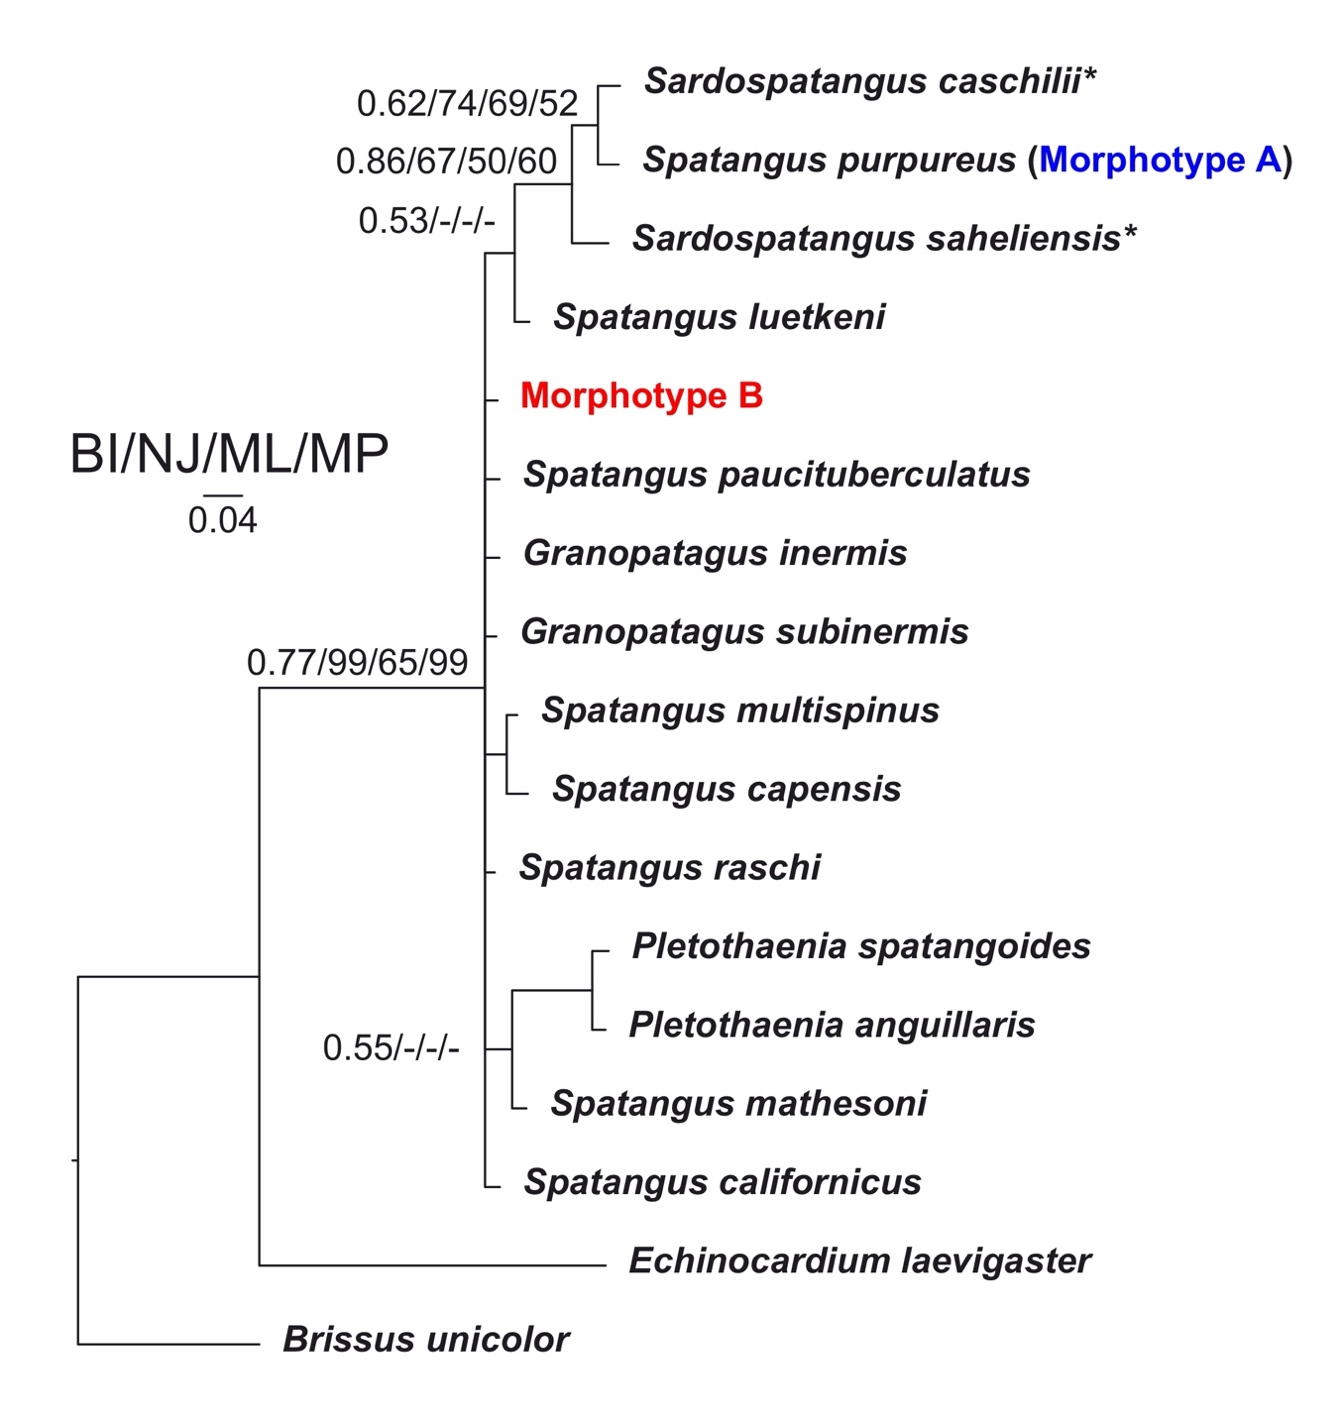 Sardospatangus caschilii*
0.62/74/69/52
Spatangus purpureus (Morphotype A)
0.86/67/50/60
0.53/-/-/-
Sardospatangus saheliensis*
Spatangus luetkeni
Morphotype B
BI/NJ/ML/MP
Spatangus paucituberculatus
0.04
Granopatagus inermis
Granopatagus subinermis
0.77/99/65/99
Spatangus multispinus
Spatangus capensis
Spatangus raschi
Pletothaenia spatangoides
Pletothaenia anguillaris
0.55/-/-/-
Spatangus mathesoni
Spatangus californicus
Echinocardium laevigaster
Brissus unicolor